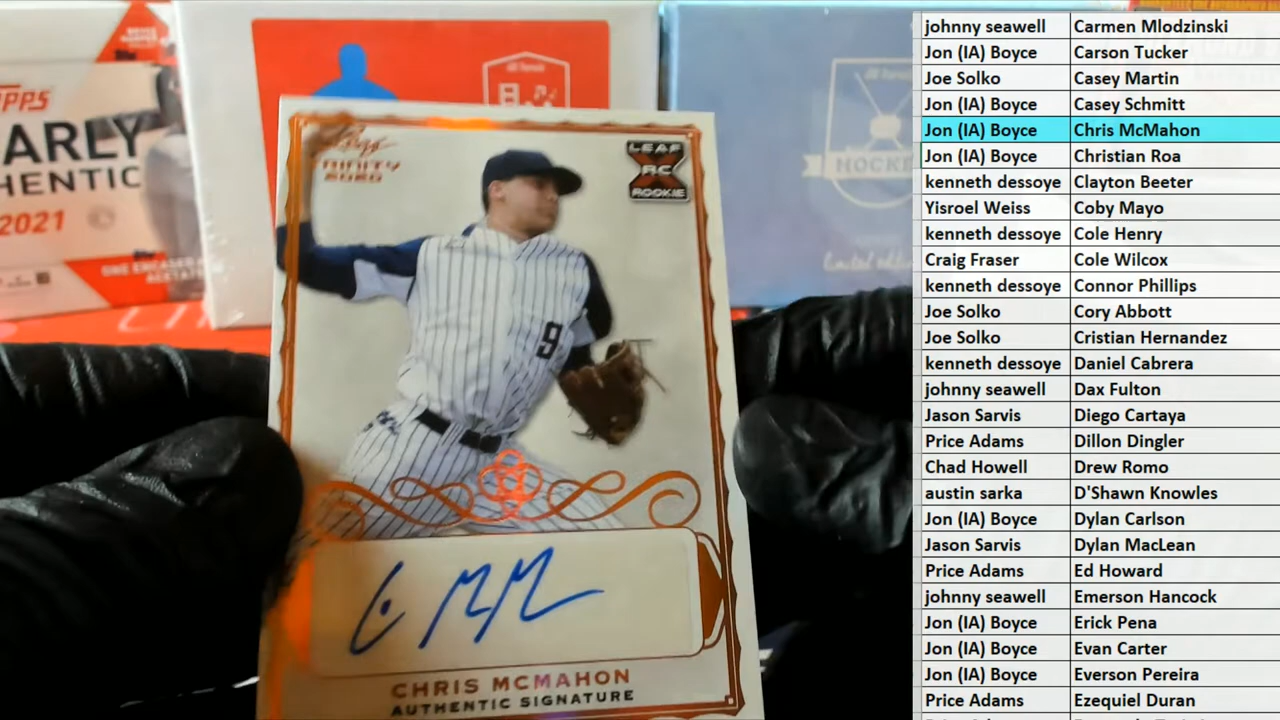 TOPPS
EARLY
HENTIC
2021
ONE ENCASED
HOCKEY
Limited
Leaf
TRINITY
2020
LEAF
RC
ROOKIE
9
C. MM
CHRIS MCMAHON
AUTHENTIC SIGNATURE
johnny seawell Carmen Mlodzinski
Jon (IA) Boyce Carson Tucker
Joe Solko Casey Martin
Jon (IA) Boyce Casey Schmitt
Jon (IA) Boyce Chris McMahon
Jon (IA) Boyce Christian Roa
kenneth dessoye Clayton Beeter
Yisroel Weiss Coby Mayo
kenneth dessoye Cole Henry
Craig Fraser Cole Wilcox
kenneth dessoye Connor Phillips
Joe Solko Cory Abbott
Joe Solko Cristian Hernandez
kenneth dessoye Daniel Cabrera
johnny seawell Dax Fulton
Jason Sarvis Diego Cartaya
Price Adams Dillon Dingler
Chad Howell Drew Romo
austin sarka D'Shawn Knowles
Jon (IA) Boyce Dylan Carlson
Jason Sarvis Dylan MacLean
Price Adams Ed Howard
johnny seawell Emerson Hancock
Jon (IA) Boyce Erick Pena
Jon (IA) Boyce Evan Carter
Jon (IA) Boyce Everson Pereira
Price Adams Ezequiel Duran